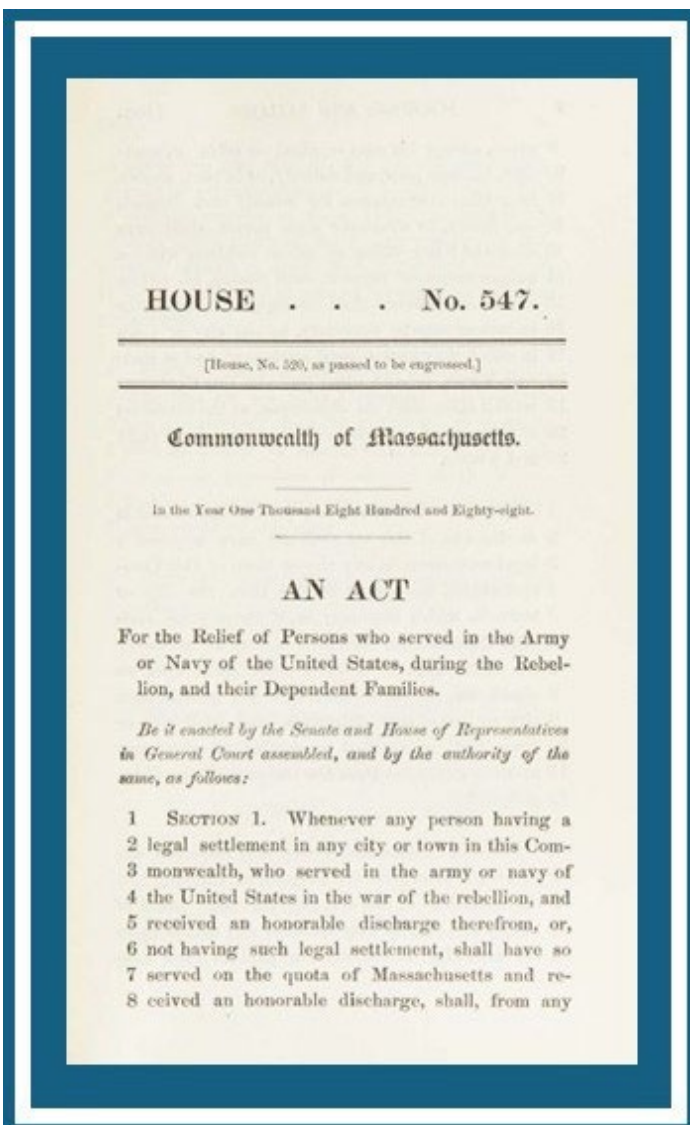 HOUSE . . . No. 547.
[House, No. 520, as passed to be engrossed.]
Commonwealth of Massachusetts.
In the Year One Thousand Eight Hundred and Eighty-eight.
AN ACT
For the Relief of Persons who served in the Army
or Navy of the United States, during the Rebel-
lion, and their Dependent Families.
Be it enacted by the Senate and House of Representatives
in General Court assembled, and by the authority of the
same, as follows:
1 SECTION 1. Whenever any person having a
2 legal settlement in any city or town in this Com-
3 monwealth, who served in the army or navy of
4 the United States in the war of the rebellion, and
5 received an honorable discharge therefrom, or,
6 not having such legal settlement, shall have so
7 served on the quota of Massachusetts and re-
8 ceived an honorable discharge, shall, from any